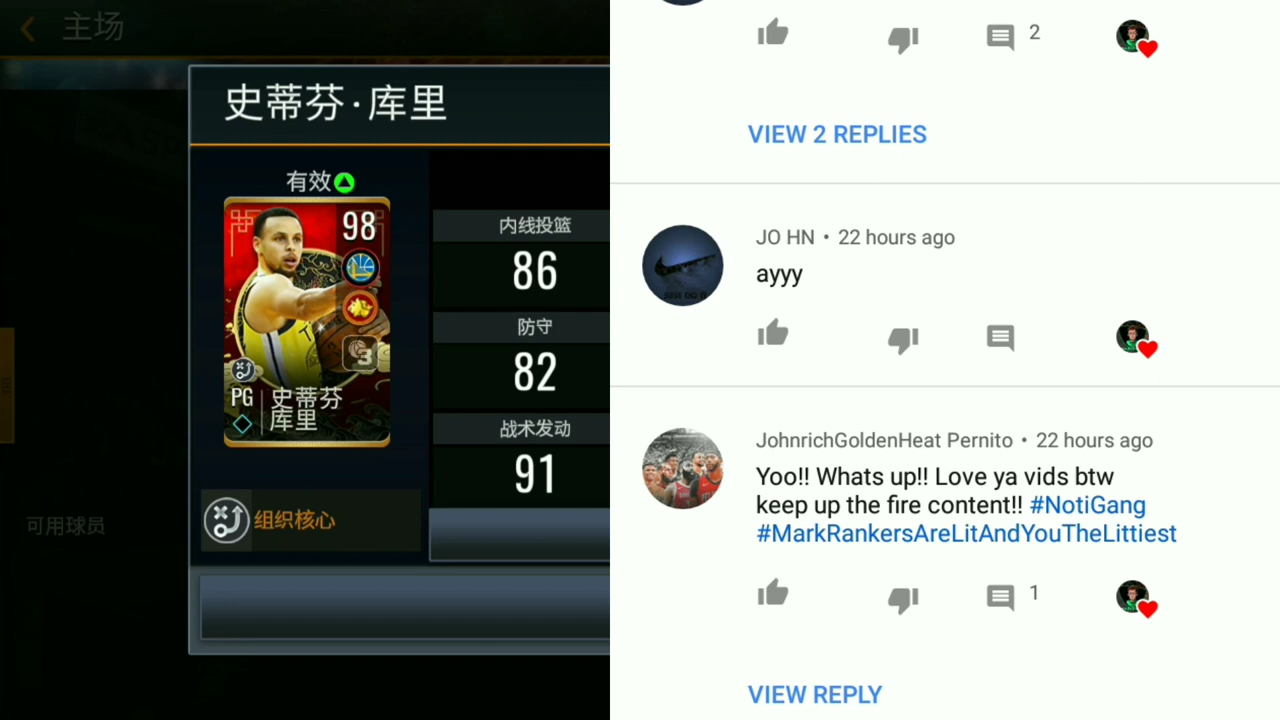 主场
史蒂芬·库里
有效
98
3
PG
史蒂芬
库里
内线投篮
86
防守
82
战术发动
91
组织核心
可用球员
2
VIEW 2 REPLIES
JO HN • 22 hours ago
ayyy
JohnrichGoldenHeat Pernito • 22 hours ago
Yoo!! Whats up!! Love ya vids btw
keep up the fire content!! #NotiGang
#MarkRankersAreLitAndYouTheLittiest
1
VIEW REPLY